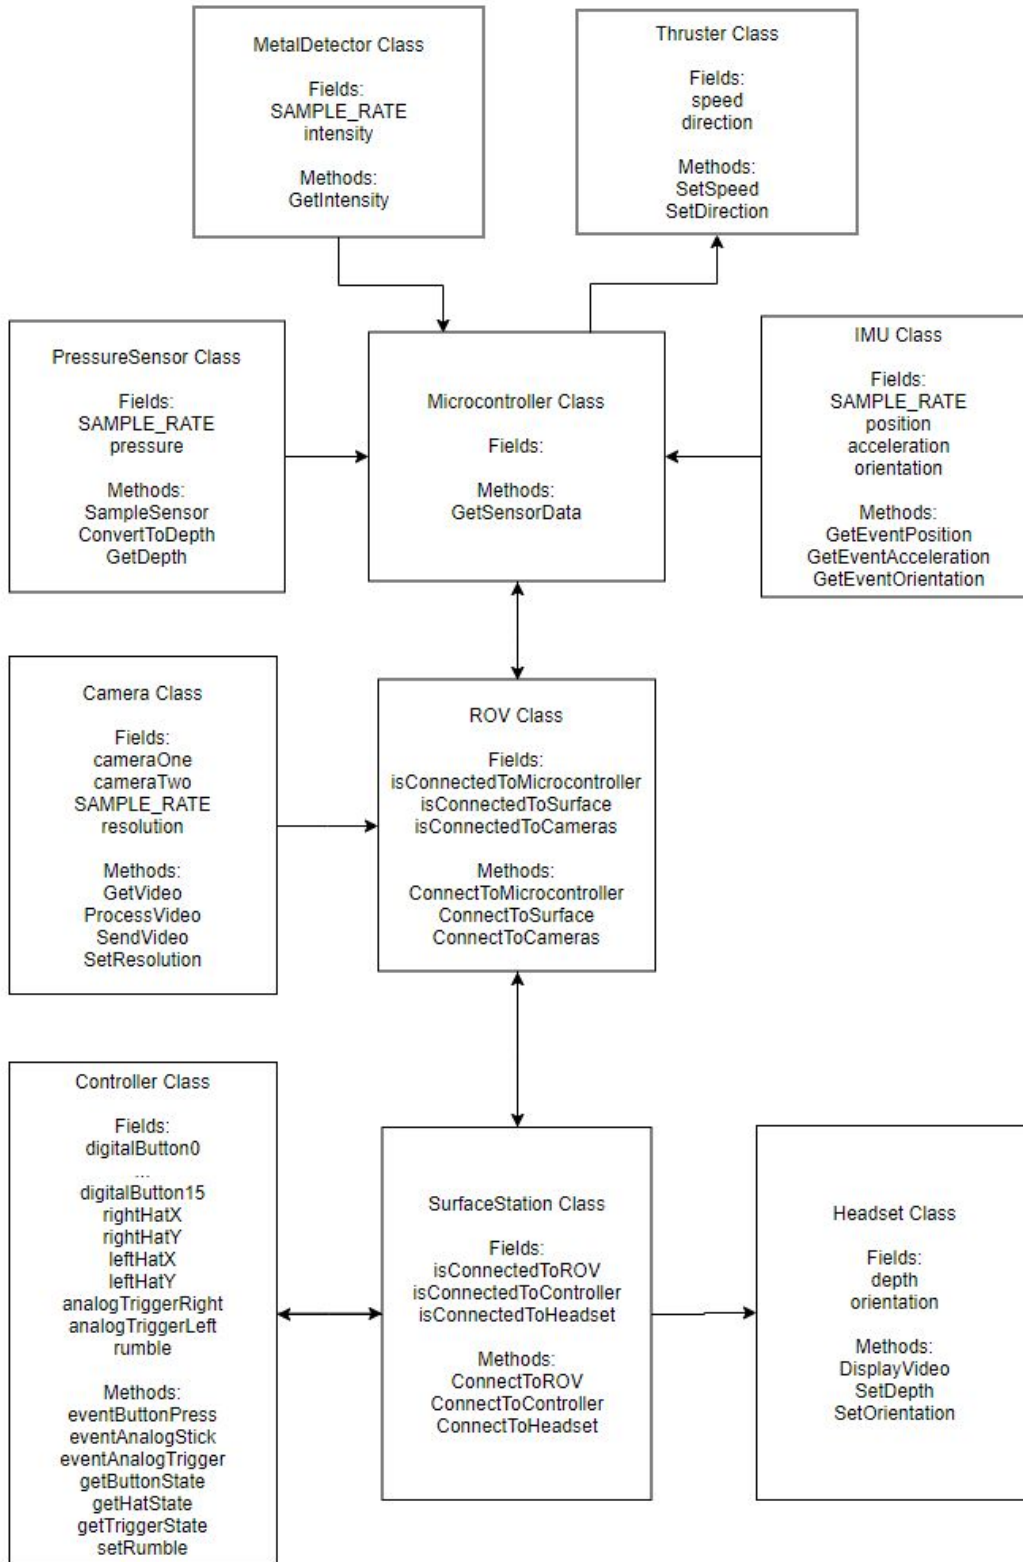 MetalDetector Class
Fields:
SAMPLE_RATE
intensity
Methods:
GetIntensity
Thruster Class
Fields:
speed
direction
Methods:
SetSpeed
SetDirection
PressureSensor Class
Fields:
SAMPLE_RATE
pressure
Methods:
SampleSensor
ConvertToDepth
GetDepth
Microcontroller Class
Fields:
Methods:
GetSensorData
IMU Class
Fields:
SAMPLE_RATE
position
acceleration
orientation
Methods:
GetEventPosition
GetEventAcceleration
GetEventOrientation
Camera Class
Fields:
cameraOne
cameraTwo
SAMPLE_RATE
resolution
Methods:
GetVideo
ProcessVideo
SendVideo
SetResolution
ROV Class
Fields:
isConnectedToMicrocontroller
isConnectedToSurface
isConnectedToCameras
Methods:
ConnectToMicrocontroller
ConnectToSurface
ConnectToCameras
Controller Class
Fields:
digitalButton0
...
digitalButton15
rightHatX
rightHatY
leftHatX
leftHatY
analogTriggerRight
analogTriggerLeft
rumble
Methods:
eventButtonPress
eventAnalogStick
eventAnalogTrigger
getButtonState
getHatState
getTriggerState
setRumble
SurfaceStation Class
Fields:
isConnectedToROV
isConnectedToController
isConnectedToHeadset
Methods:
ConnectToROV
ConnectToController
ConnectToHeadset
Headset Class
Fields:
depth
orientation
Methods:
DisplayVideo
SetDepth
SetOrientation